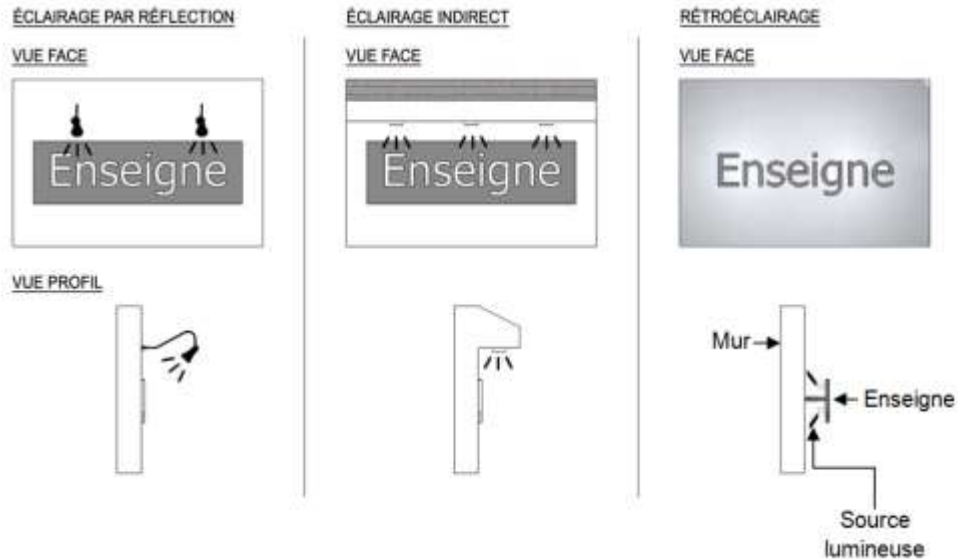 ÉCLAIRAGE PAR RÉFLECTION
VUE FACE
Enseigne
VUE PROFIL
ÉCLAIRAGE INDIRECT
VUE FACE
Enseigne
RÉTROÉCLAIRAGE
VUE FACE
Enseigne
Mur
Enseigne
Source
lumineuse